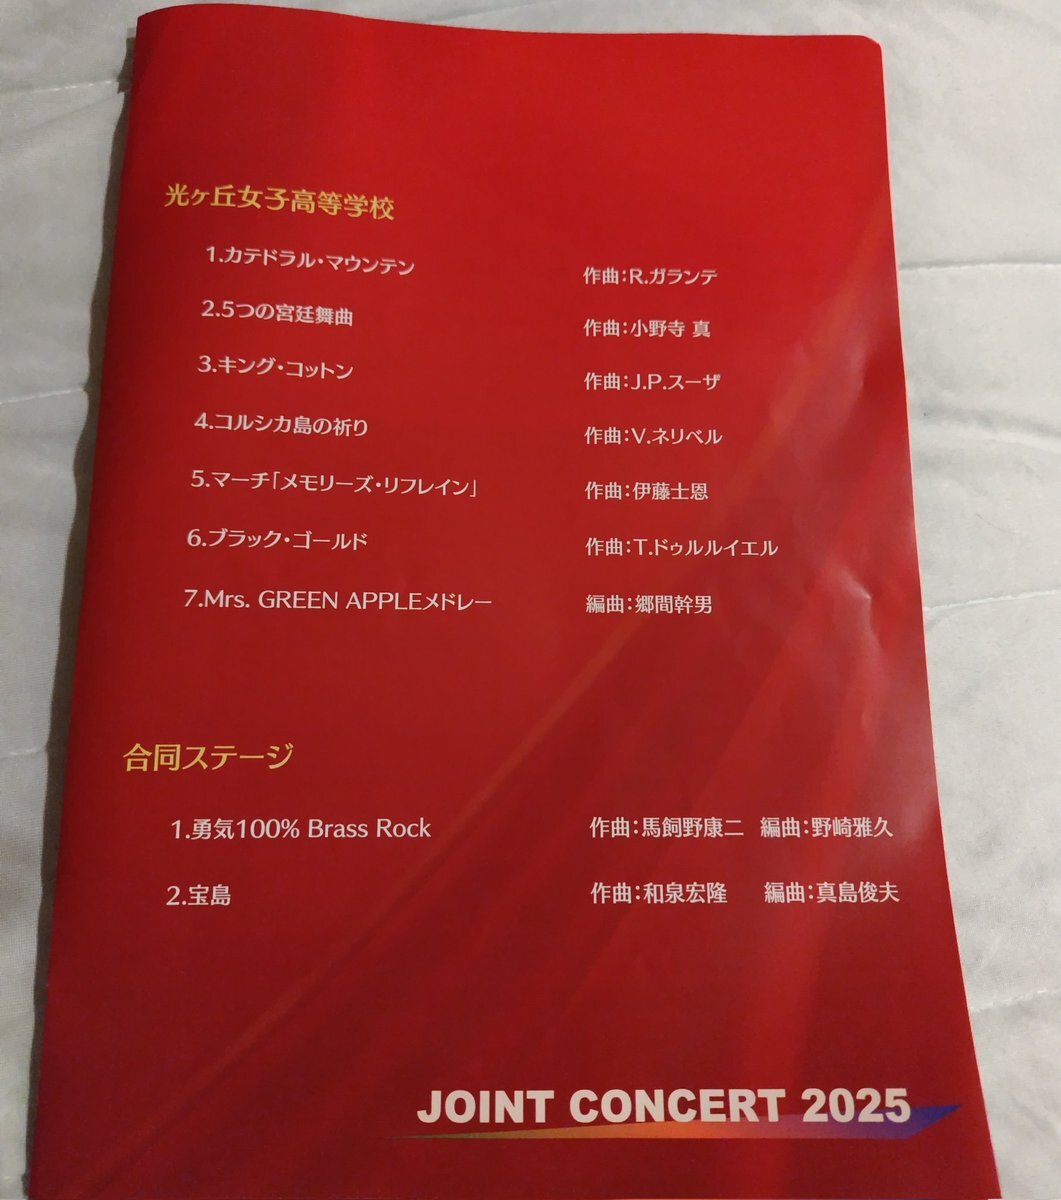 光ヶ丘女子高等学校
1.カテドラル・マウンテン 作曲:R.ガランテ
2.5つの宮廷舞曲 作曲:小野寺 真
3.キング・コットン 作曲:J.P.スーザ
4.コルシカ島の祈り 作曲:V.ネリベル
5.マーチ「メモリーズ・リフレイン」 作曲:伊藤士恩
6.ブラック・ゴールド 作曲:T.ドゥルルイエル
7.Mrs. GREEN APPLEメドレー 編曲:郷間幹男
合同ステージ
1.勇気100% Brass Rock 作曲:馬飼野康二 編曲:野崎雅久
2.宝島 作曲:和泉宏隆 編曲:真島俊夫
JOINT CONCERT 2025